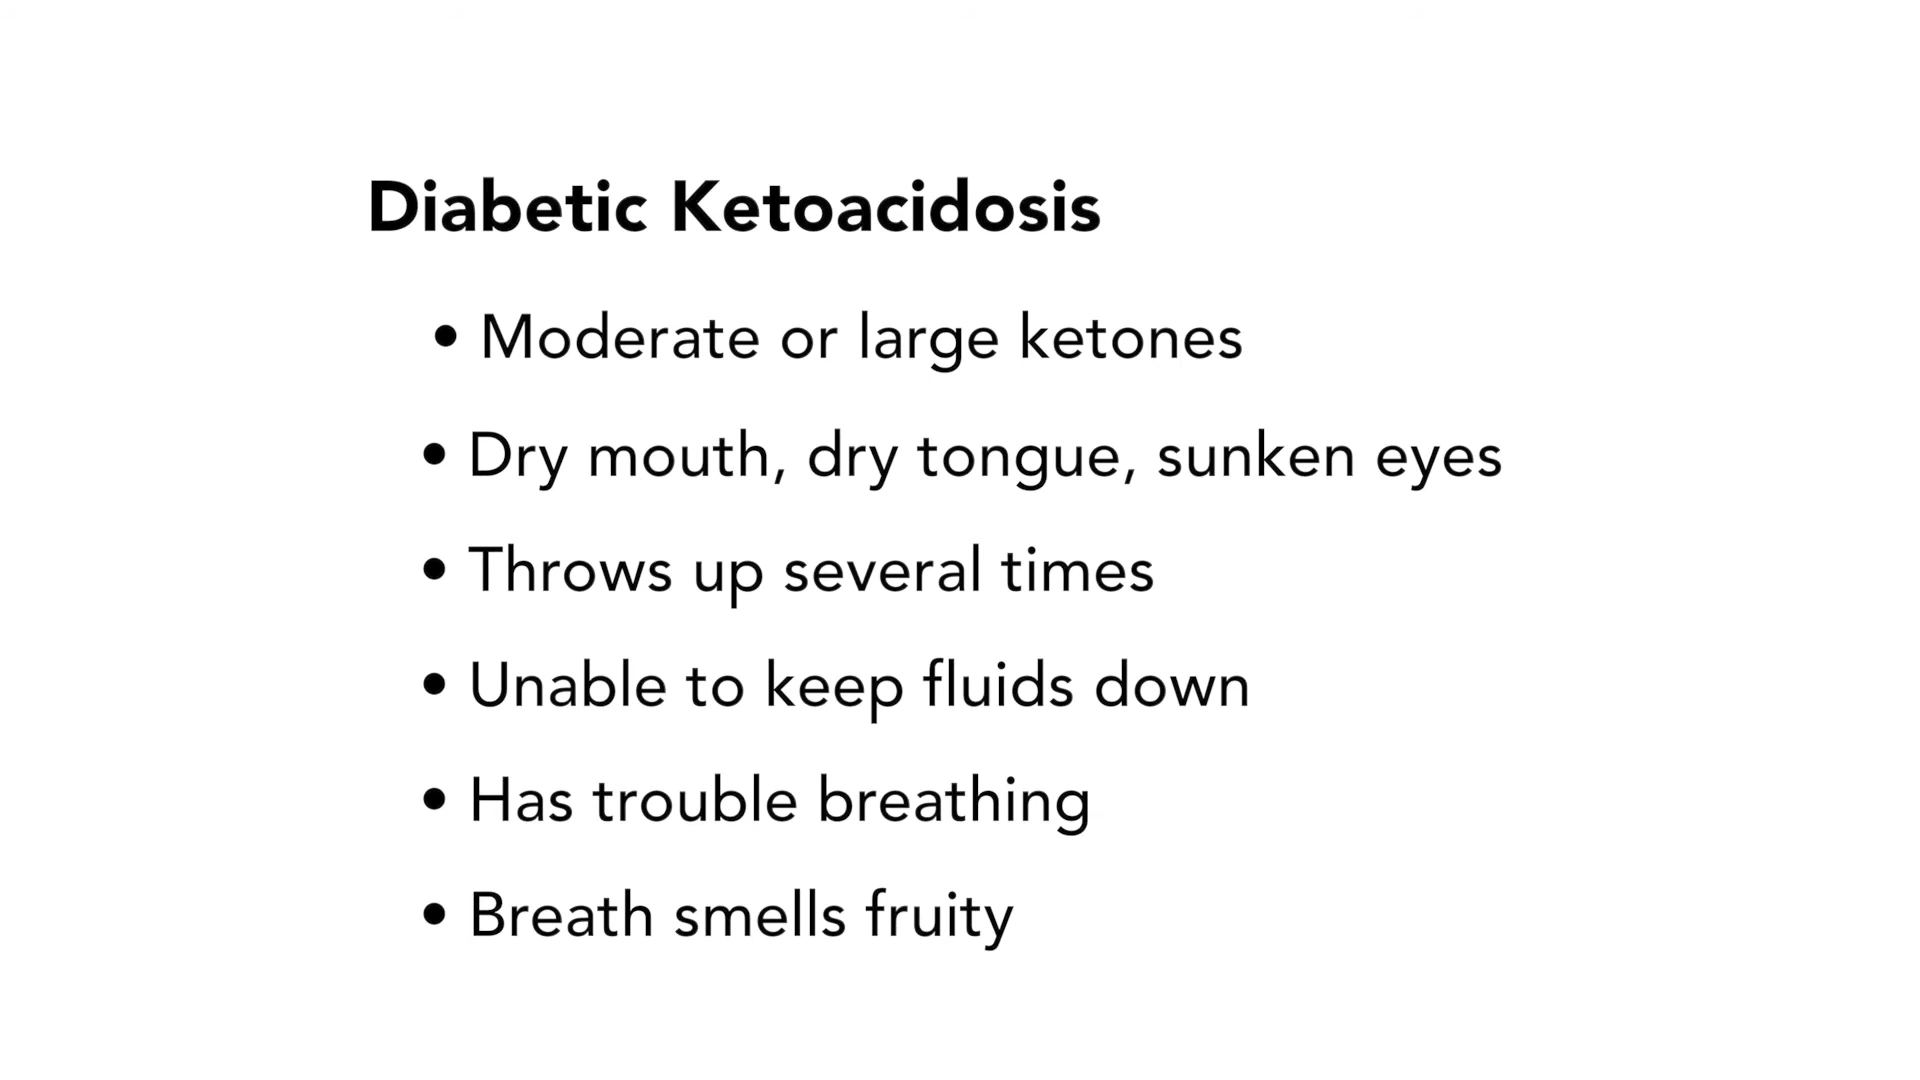 Diabetic Ketoacidosis
• Moderate or large ketones
• Dry mouth, dry tongue, sunken eyes
• Throws up several times
• Unable to keep fluids down
• Has trouble breathing
• Breath smells fruity